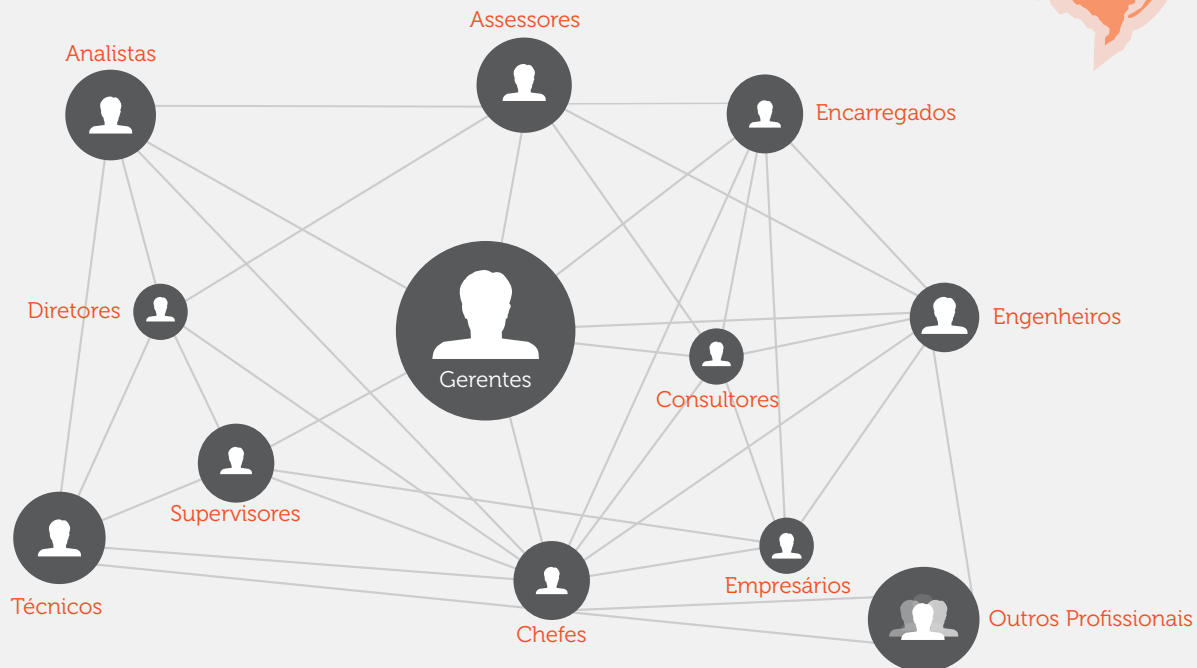 Assessores
Analistas
Encarregados
Diretores
Engenheiros
Gerentes
Consultores
Supervisores
Empresários
Técnicos
Outros Profissionais
Chefes